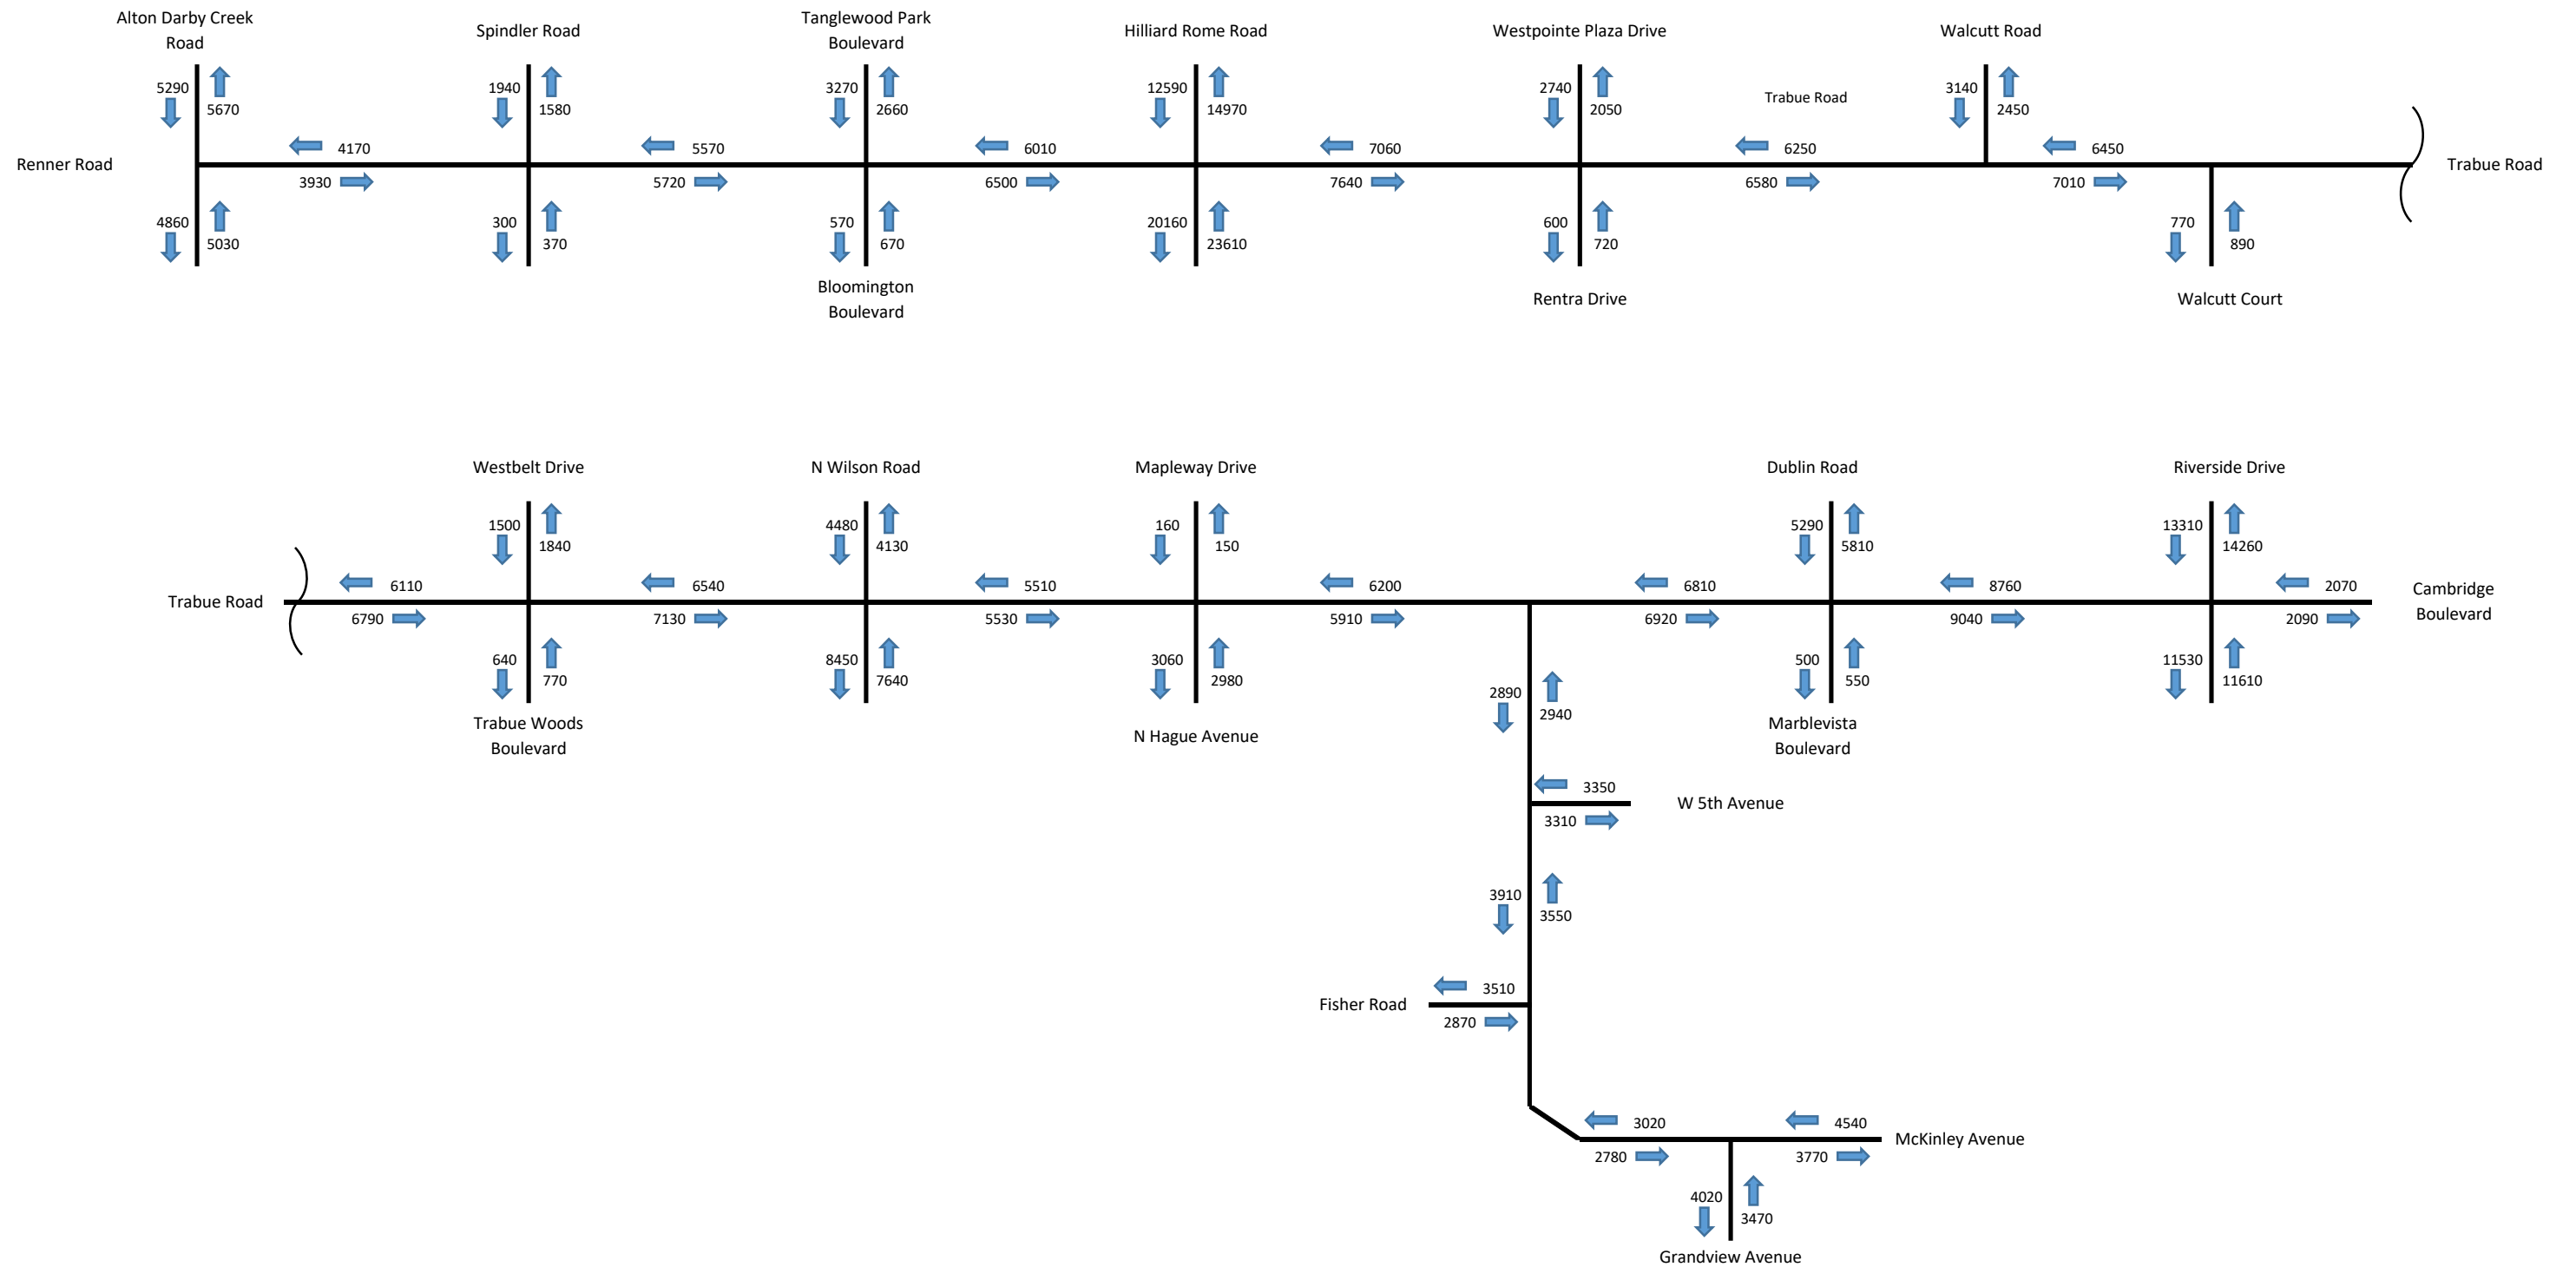 Alton Darby Creek
Road
Spindler Road
Tanglewood Park
Boulevard
Hilliard Rome Road
Westpointe Plaza Drive
Walcutt Road
5290
5670
1940
1580
3270
2660
12590
14970
2740
2050
Trabue Road
3140
2450
Renner Road
4170
3930
5570
5720
6010
6500
7060
7640
6250
6580
6450
7010
Trabue Road
4860
5030
300
370
570
670
20160
23610
600
720
770
890
Bloomington
Boulevard
Rentra Drive
Walcutt Court
Westbelt Drive
N Wilson Road
Mapleway Drive
Dublin Road
Riverside Drive
1500
1840
4480
4130
160
150
5290
5810
13310
14260
Trabue Road
6110
6790
6540
7130
5510
5530
6200
5910
6810
6920
8760
9040
2070
2090
Cambridge
Boulevard
640
770
8450
7640
3060
2980
2890
2940
500
550
11530
11610
Trabue Woods
Boulevard
N Hague Avenue
Marblevista
Boulevard
3350
3310
W 5th Avenue
3910
3550
3510
2870
Fisher Road
3020
2780
4540
3770
McKinley Avenue
4020
3470
Grandview Avenue